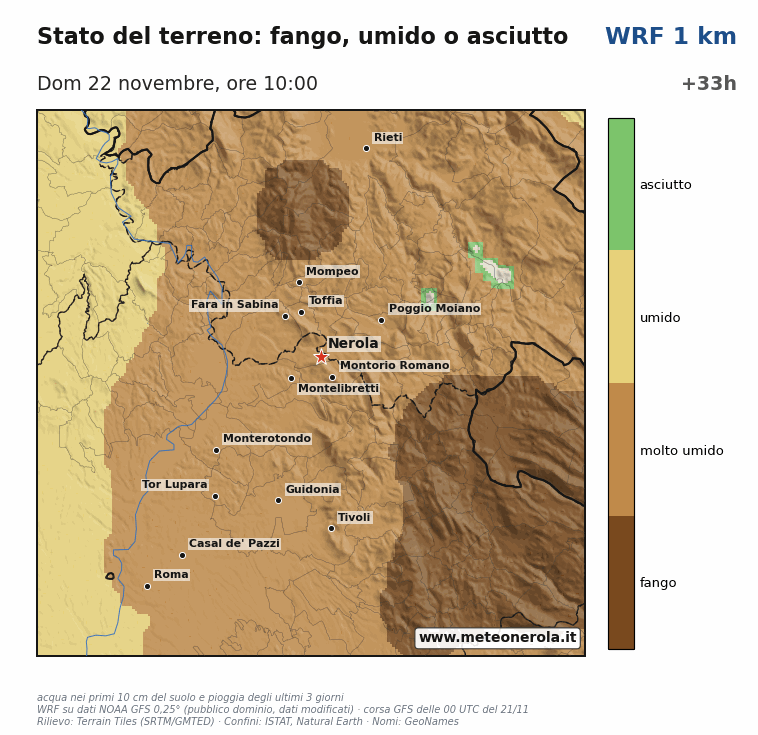 Stato del terreno: fango, umido o asciutto
WRF 1 km
Dom 22 novembre, ore 10:00
+33h
Rieti
Mompeo
Toffia
Fara in Sabina
Poggio Moiano
Nerola
Montorio Romano
Montelibretti
Monterotondo
Tor Lupara
Guidonia
Tivoli
Casal de' Pazzi
Roma
www.meteonerola.it
asciutto
umido
molto umido
fango
acqua nei primi 10 cm del suolo e pioggia degli ultimi 3 giorni
WRF su dati NOAA GFS 0,25° (pubblico dominio, dati modificati) · corsa GFS delle 00 UTC del 21/11
Rilievo: Terrain Tiles (SRTM/GMTED) · Confini: ISTAT, Natural Earth · Nomi: GeoNames